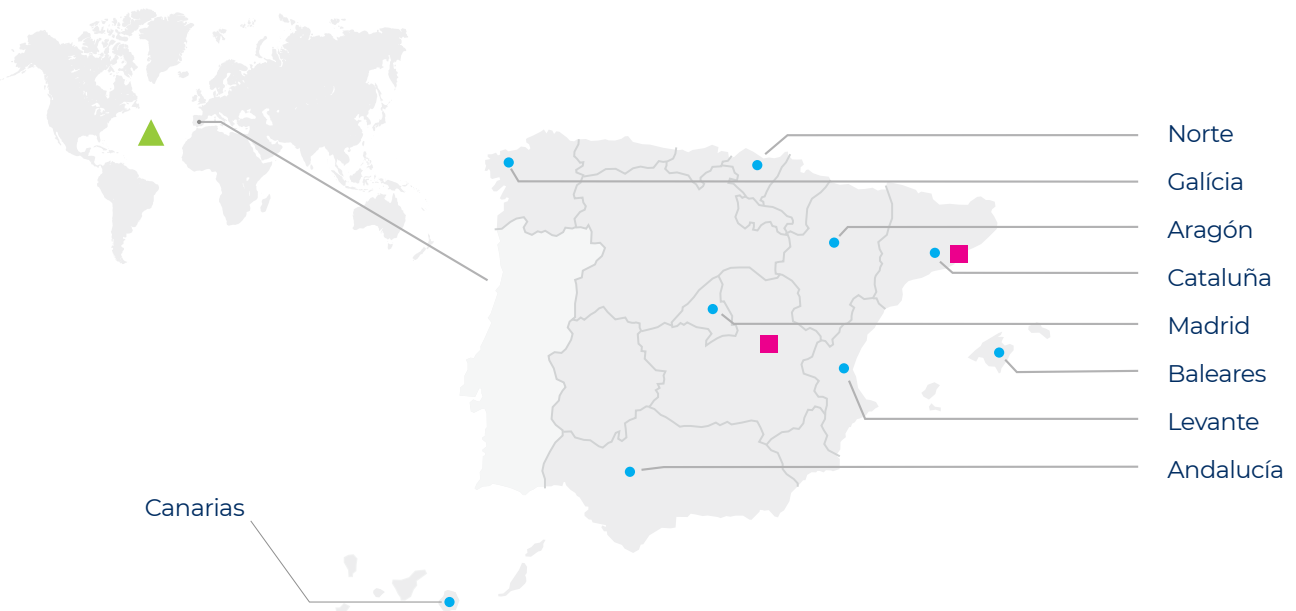 Norte
Galícia
Aragón
Cataluña
Madrid
Baleares
Levante
Andalucía
Canarias